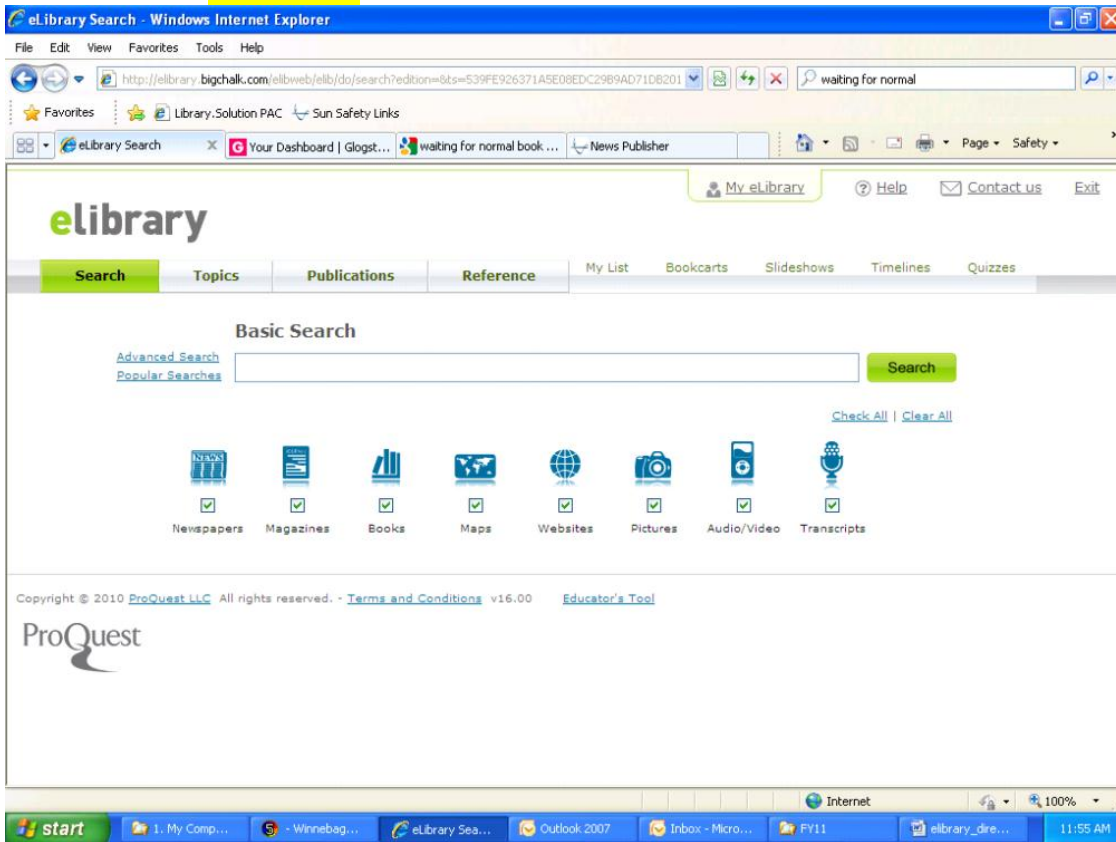 eLibrary Search - Windows Internet Explorer
File Edit View Favorites Tools Help
http://elibrary.bigchalk.com/elibweb/elib/do/search?edition=&ts=539FE926371A5E08EDC29B9AD71DB201
waiting for normal
Favorites Library.Solution PAC Sun Safety Links
eLibrary Search Your Dashboard | Glogst... waiting for normal book ... News Publisher Page Safety
My eLibrary Help Contact us Exit
elibrary
Search Topics Publications Reference My List Bookcarts Slideshows Timelines Quizzes
Basic Search
Advanced Search
Popular Searches
Search
Check All | Clear All
NEWS
Newspapers Magazines Books Maps Websites Pictures Audio/Video Transcripts
Copyright © 2010 ProQuest LLC All rights reserved. - Terms and Conditions v16.00 Educator's Tool
ProQuest
Internet 100%
start 1. My Comp... - Winnebag... eLibrary Sea... Outlook 2007 Inbox - Micro... FY11 elibrary_dire... 11:55 AM